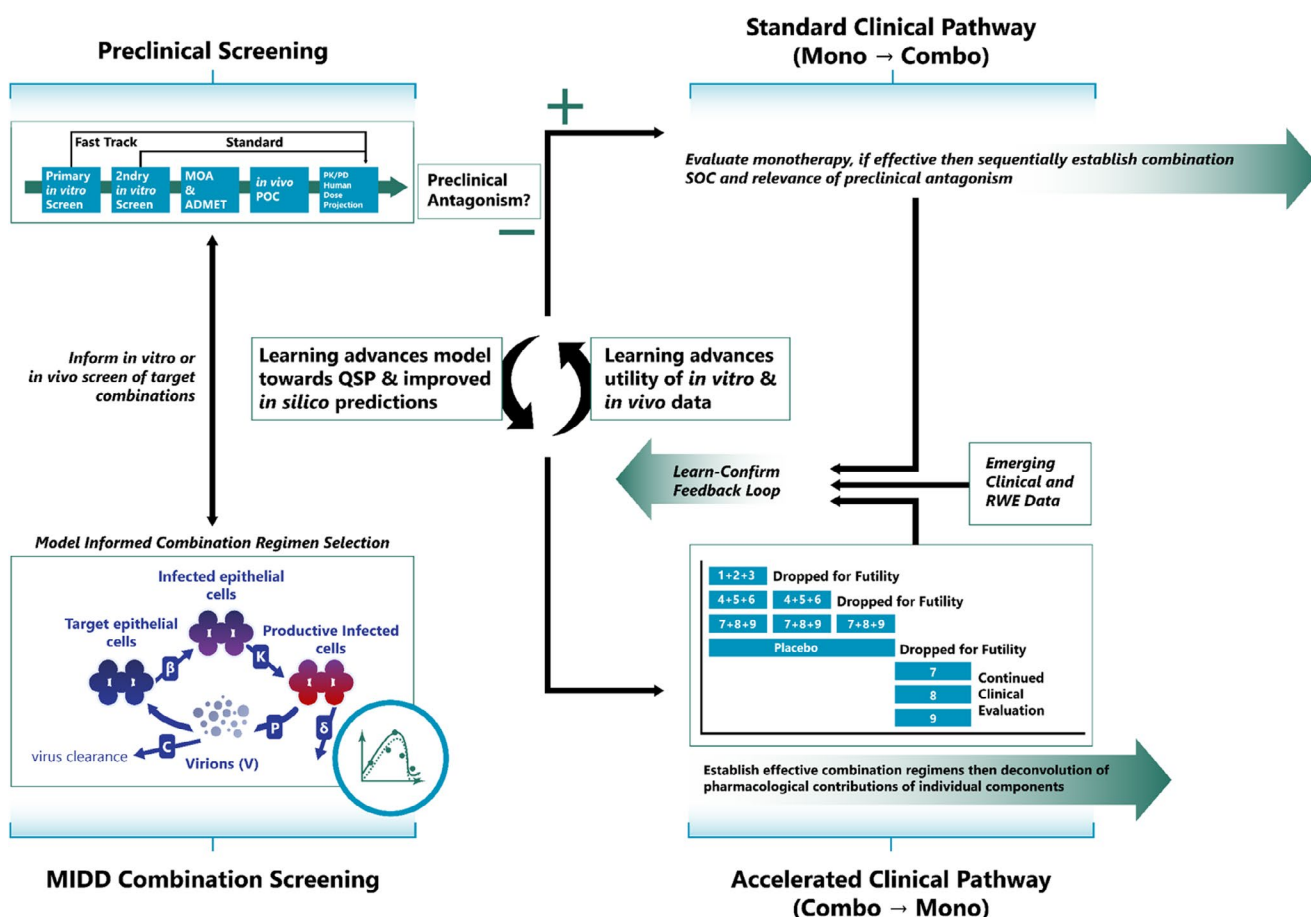 Preclinical Screening
Fast Track
Standard
Primary
in vitro
Screen
2ndry
in vitro
Screen
MOA
&
ADMET
in vivo
POC
PK/PD
Human
Dose
Projection
Preclinical
Antagonism?
+
−
Standard Clinical Pathway
(Mono → Combo)
Evaluate monotherapy, if effective then sequentially establish combination
SOC and relevance of preclinical antagonism
Inform in vitro or
in vivo screen of target
combinations
Learning advances model
towards QSP & improved
in silico predictions
Learning advances
utility of in vitro &
in vivo data
Learn-Confirm
Feedback Loop
Emerging
Clinical and
RWE Data
Model Informed Combination Regimen Selection
Infected epithelial
cells
Target epithelial
cells
Productive Infected
cells
I I
I I
I I
β
K
P
δ
C
virus clearance
Virions (V)
1+2+3
Dropped for Futility
4+5+6
4+5+6
Dropped for Futility
7+8+9
7+8+9
7+8+9
Placebo
Dropped for Futility
7
8
9
Continued
Clinical
Evaluation
Establish effective combination regimens then deconvolution of
pharmacological contributions of individual components
MIDD Combination Screening
Accelerated Clinical Pathway
(Combo → Mono)